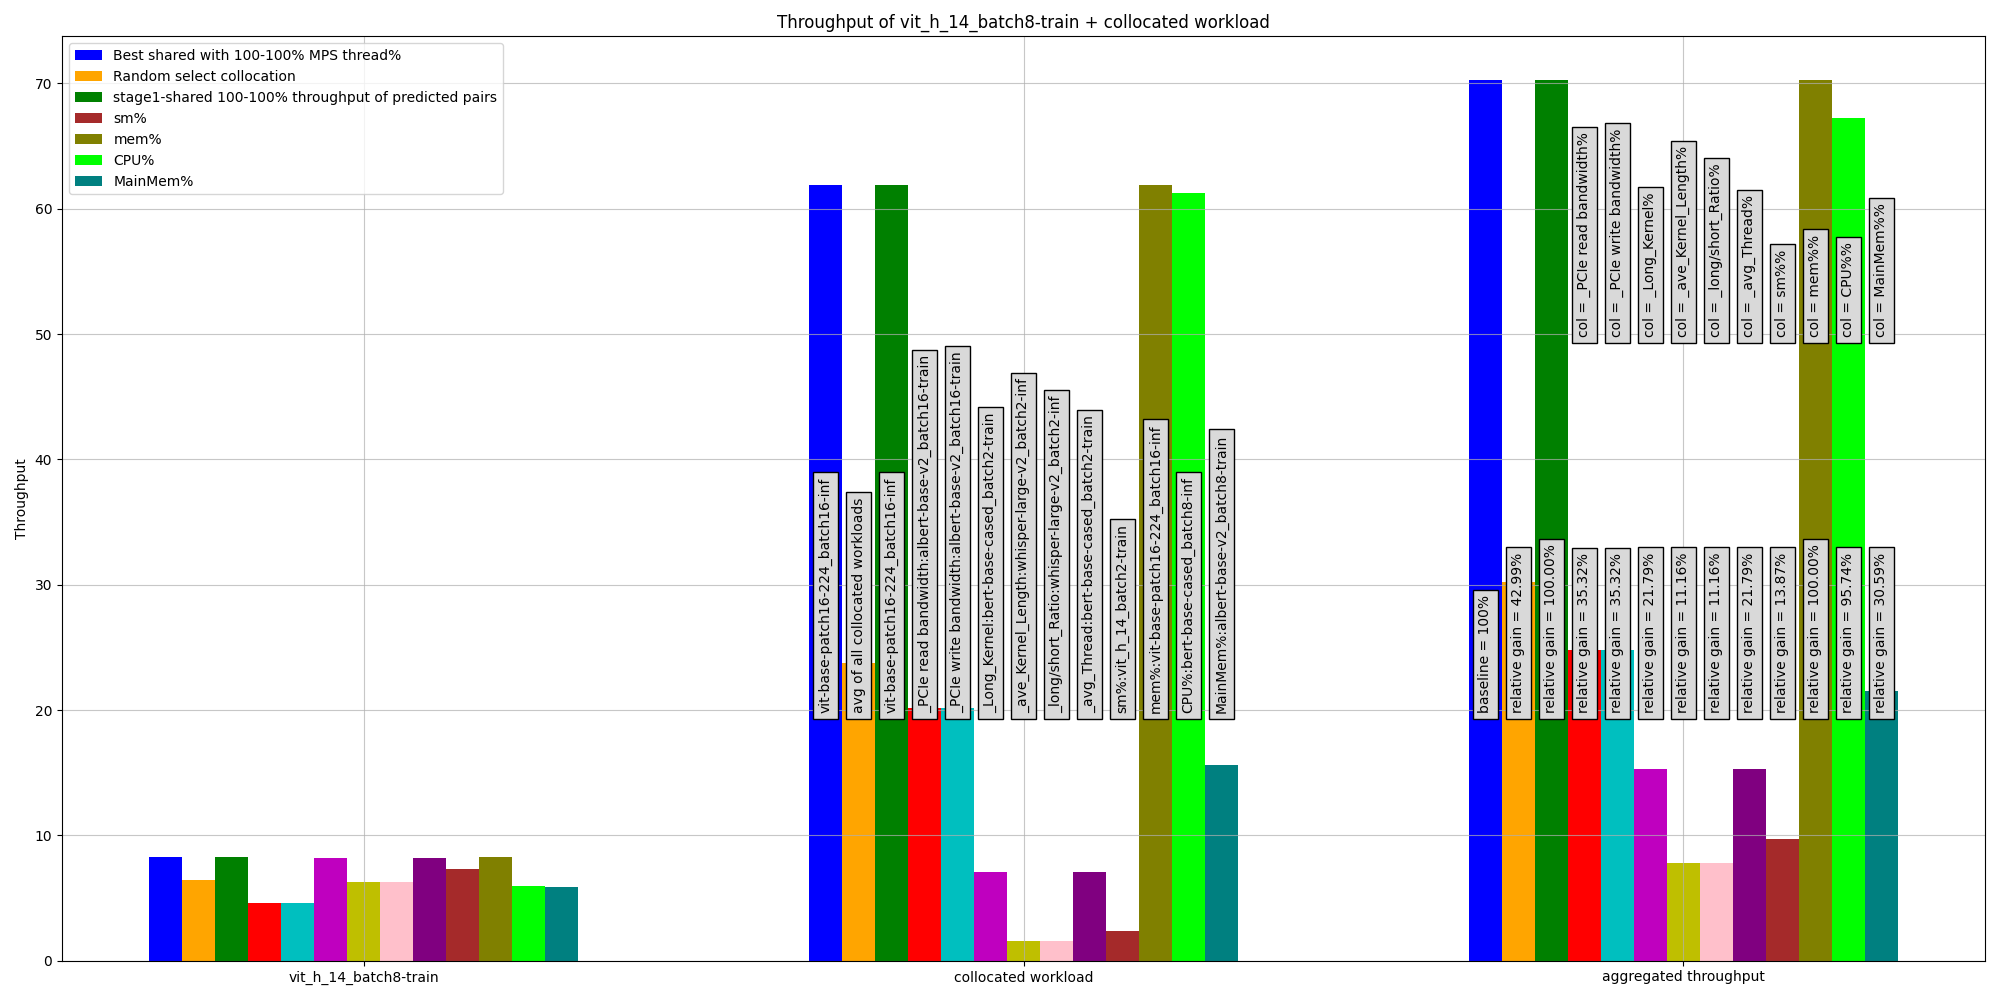 Throughput of vit_h_14_batch8-train + collocated workload
Best shared with 100-100% MPS thread%
Random select collocation
stage1-shared 100-100% throughput of predicted pairs
sm%
mem%
CPU%
MainMem%
Throughput
70
60
50
40
30
20
10
0
vit-base-patch16-224_batch16-inf
avg of all collocated workloads
vit-base-patch16-224_batch16-inf
_PCIe read bandwidth:albert-base-v2_batch16-train
_PCIe write bandwidth:albert-base-v2_batch16-train
_Long_Kernel:bert-base-cased_batch2-train
_ave_Kernel_Length:whisper-large-v2_batch2-inf
_long/short_Ratio:whisper-large-v2_batch2-inf
_avg_Thread:bert-base-cased_batch2-train
sm%:vit_h_14_batch2-train
mem%:vit-base-patch16-224_batch16-inf
CPU%:bert-base-cased_batch8-inf
MainMem%:albert-base-v2_batch8-train
col = _PCIe read bandwidth%
col = _PCIe write bandwidth%
col = _Long_Kernel%
col = _ave_Kernel_Length%
col = _long/short_Ratio%
col = _avg_Thread%
col = sm%%
col = mem%%
col = CPU%%
col = MainMem%%
baseline = 100%
relative gain = 42.99%
relative gain = 100.00%
relative gain = 35.32%
relative gain = 35.32%
relative gain = 21.79%
relative gain = 11.16%
relative gain = 11.16%
relative gain = 21.79%
relative gain = 13.87%
relative gain = 100.00%
relative gain = 95.74%
relative gain = 30.59%
vit_h_14_batch8-train
collocated workload
aggregated throughput